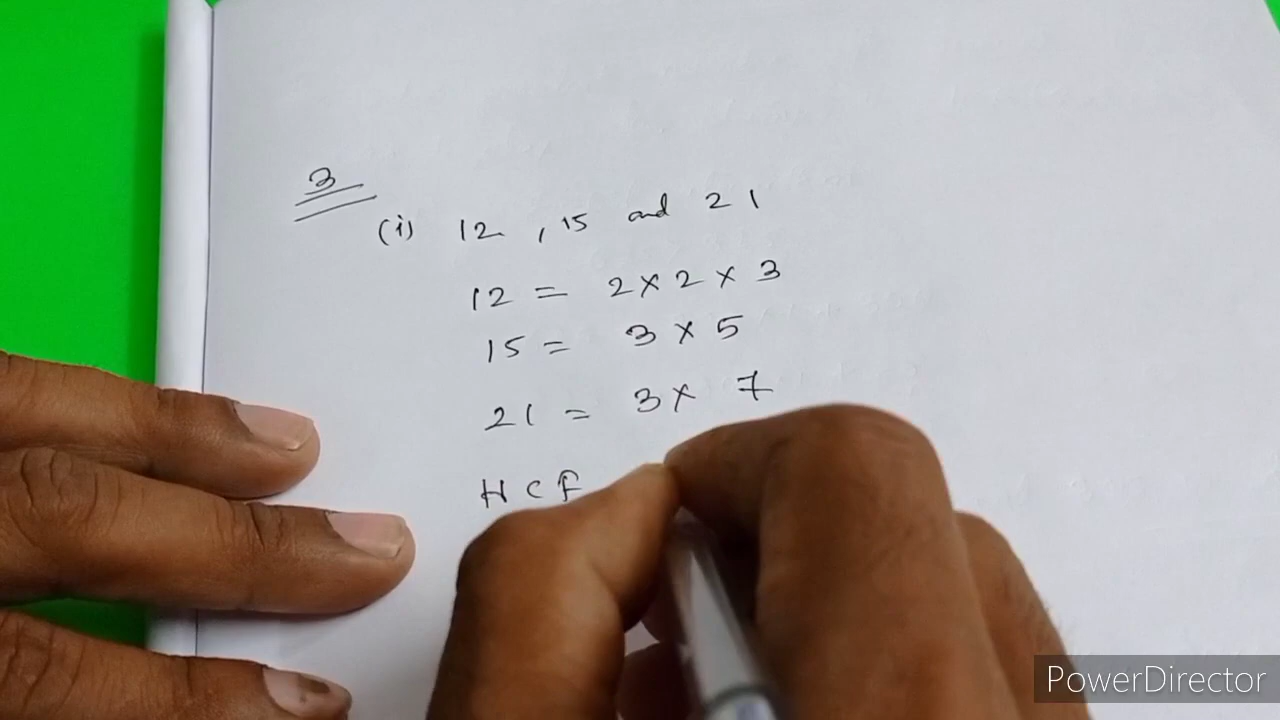 3
(i) 12 , 15 and 21
12 = 2 × 2 × 3
15 = 3 × 5
21 = 3 × 7
HCF
PowerDirector